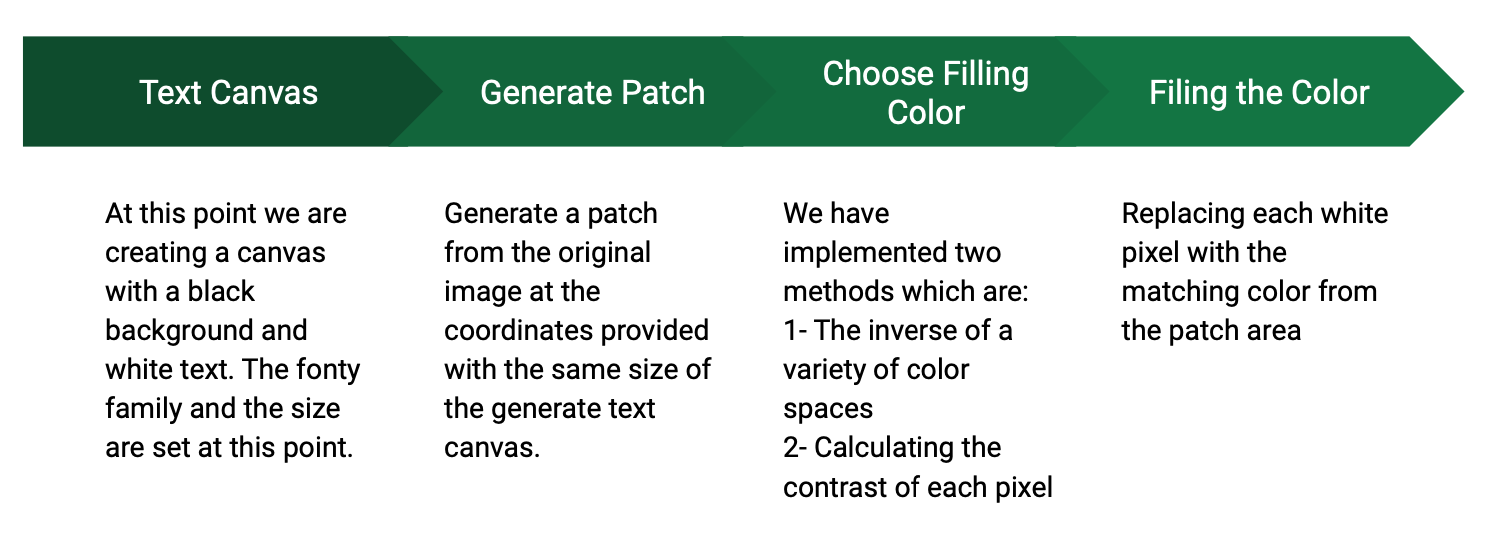 Text Canvas
Generate Patch
Choose Filling
Color
Filing the Color
At this point we are
creating a canvas
with a black
background and
white text. The fonty
family and the size
are set at this point.
Generate a patch
from the original
image at the
coordinates provided
with the same size of
the generate text
canvas.
We have
implemented two
methods which are:
1- The inverse of a
variety of color
spaces
2- Calculating the
contrast of each pixel
Replacing each white
pixel with the
matching color from
the patch area